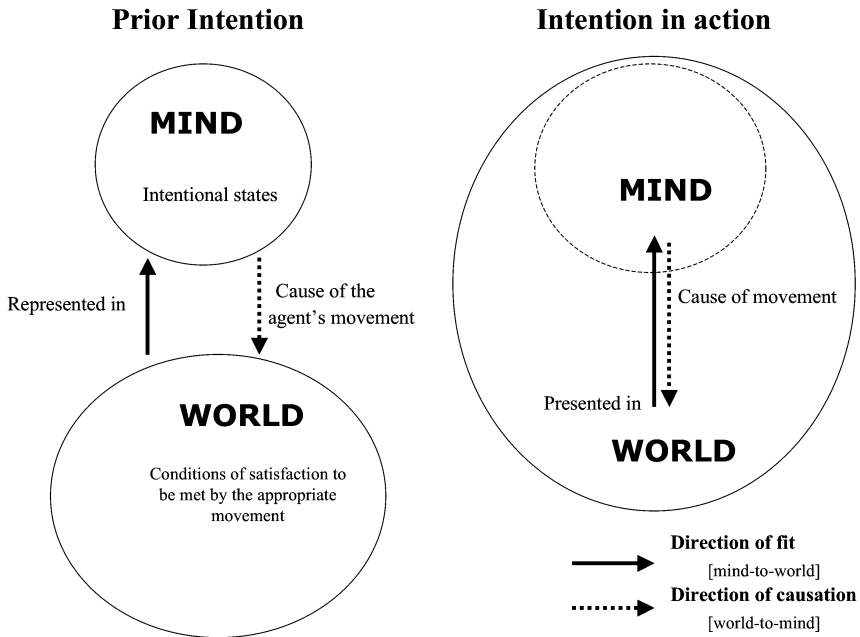 Prior Intention
MIND
Intentional states
Represented in
Cause of the
agent's movement
WORLD
Conditions of satisfaction to
be met by the appropriate
movement
Intention in action
MIND
Cause of movement
Presented in
WORLD
Direction of fit
[mind-to-world]
Direction of causation
[world-to-mind]